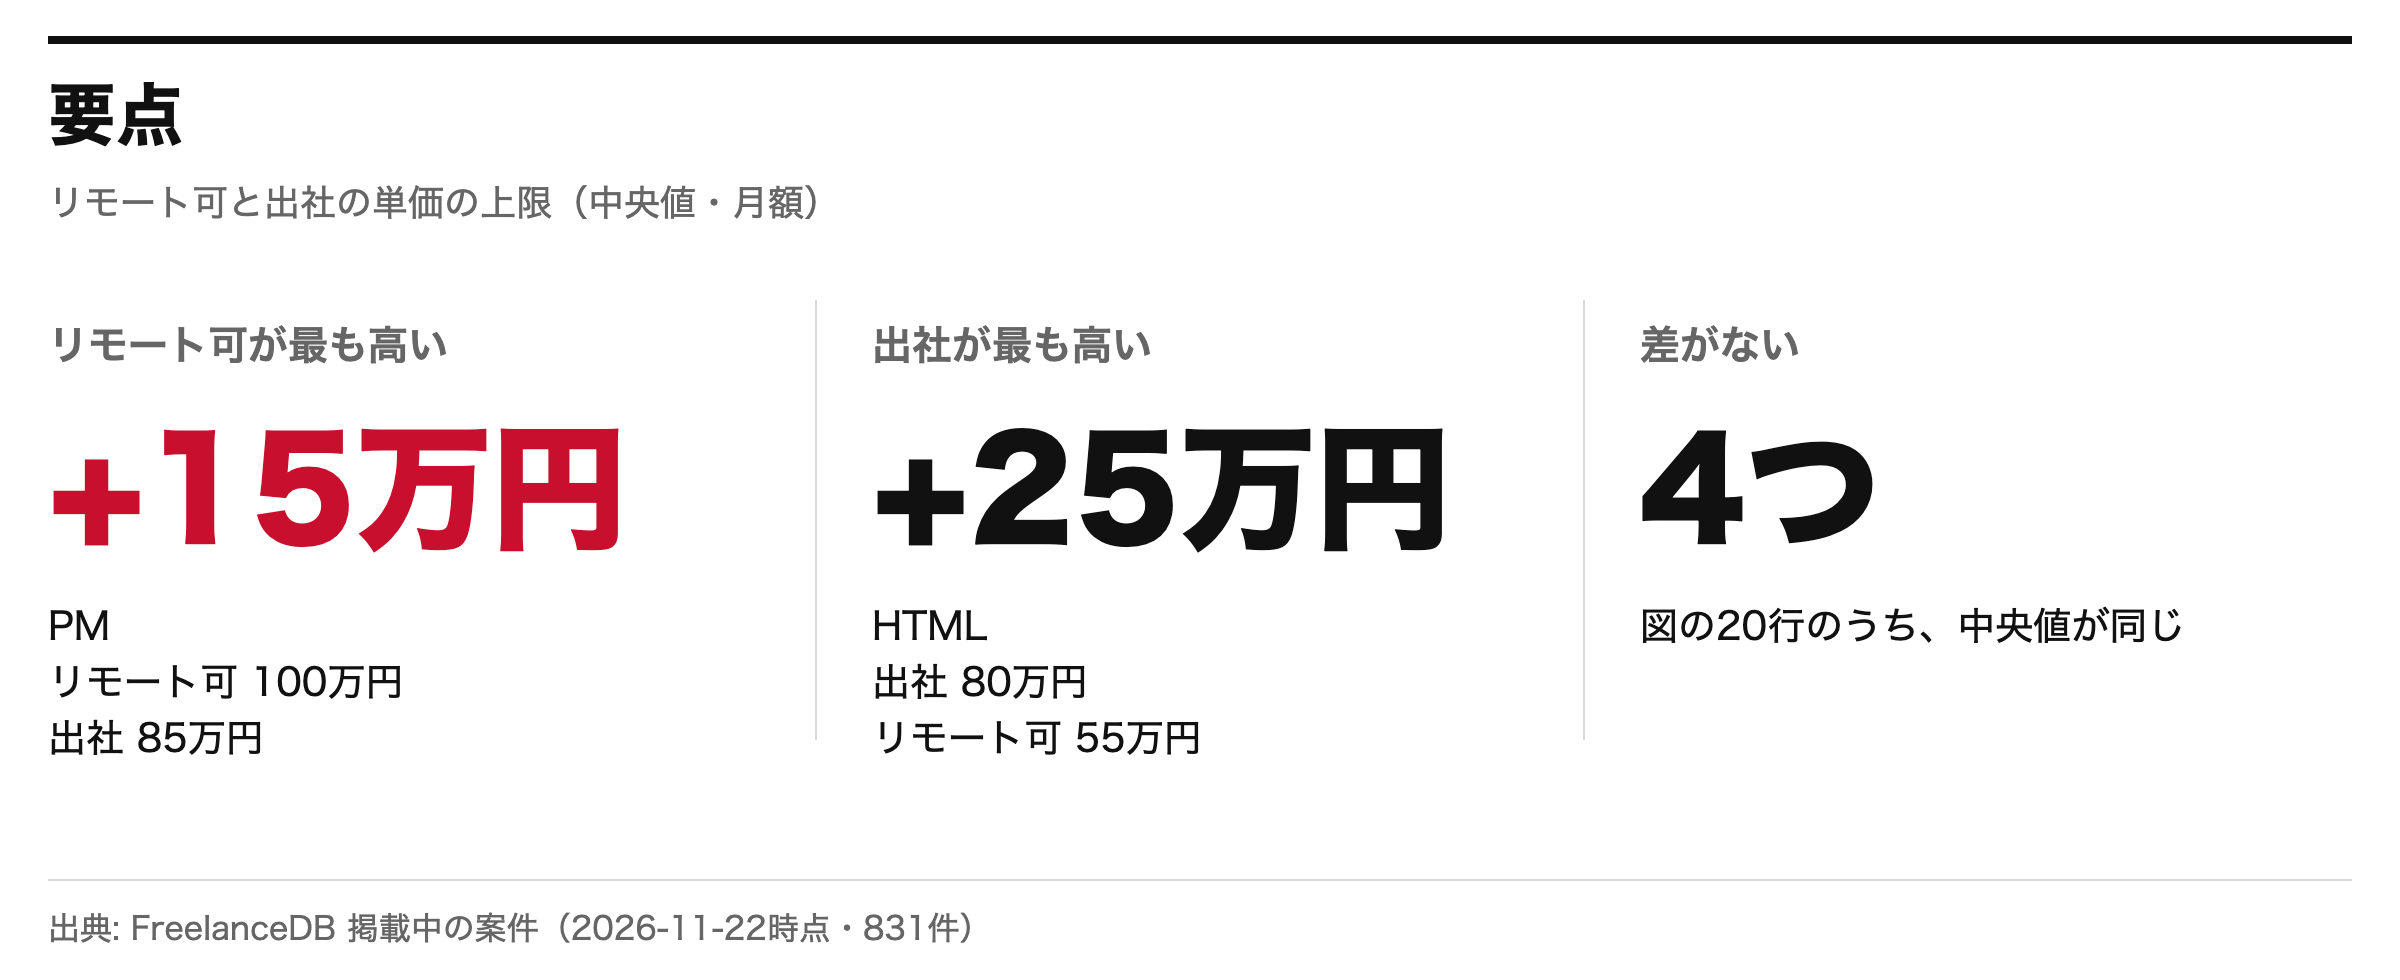 要点
リモート可と出社の単価の上限（中央値・月額）
リモート可が最も高い
+15万円
PM
リモート可 100万円
出社 85万円
出社が最も高い
+25万円
HTML
出社 80万円
リモート可 55万円
差がない
4つ
図の20行のうち、中央値が同じ
出典: FreelanceDB 掲載中の案件（2026-11-22時点・831件）